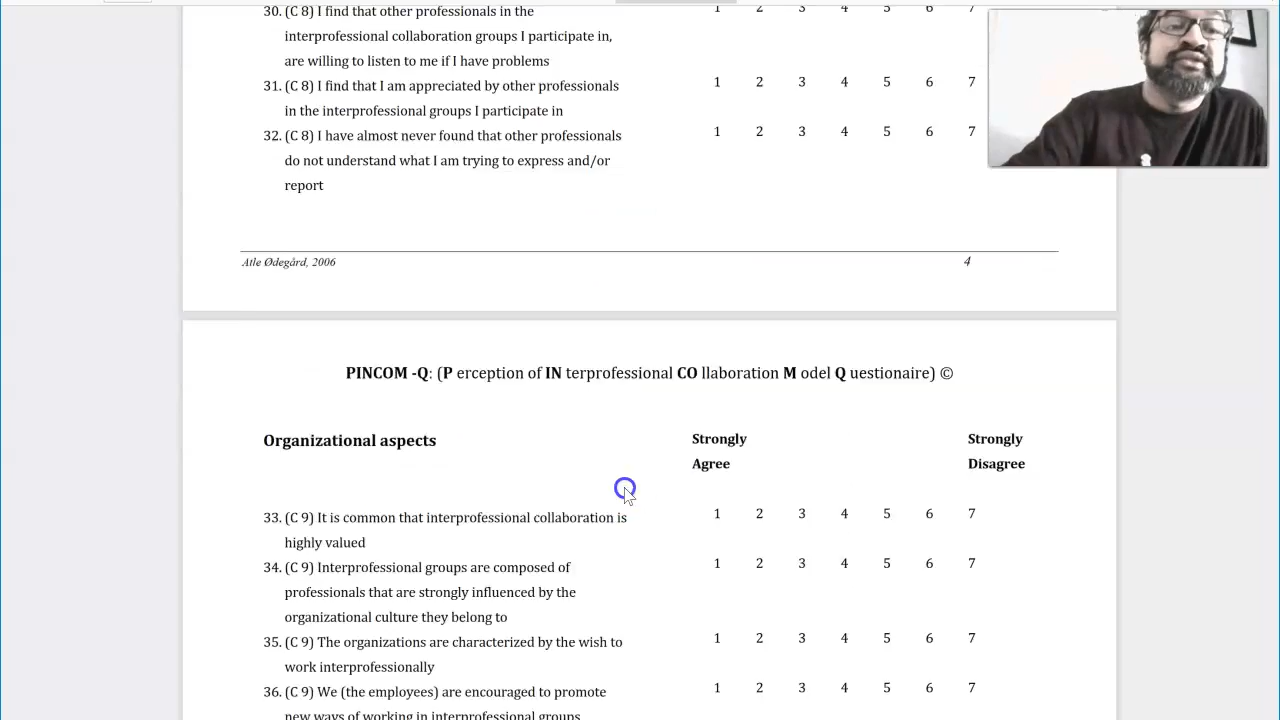 30. (C 8) I find that other professionals in the 1 2 3 4 5 6 7
interprofessional collaboration groups I participate in,
are willing to listen to me if I have problems
31. (C 8) I find that I am appreciated by other professionals 1 2 3 4 5 6 7
in the interprofessional groups I participate in
32. (C 8) I have almost never found that other professionals 1 2 3 4 5 6 7
do not understand what I am trying to express and/or
report
Atle Ødegård, 2006 4
PINCOM -Q: (P erception of IN terprofessional CO llaboration M odel Q uestionaire) ©
Organizational aspects Strongly Strongly
Agree Disagree
33. (C 9) It is common that interprofessional collaboration is 1 2 3 4 5 6 7
highly valued
34. (C 9) Interprofessional groups are composed of 1 2 3 4 5 6 7
professionals that are strongly influenced by the
organizational culture they belong to
35. (C 9) The organizations are characterized by the wish to 1 2 3 4 5 6 7
work interprofessionally
36. (C 9) We (the employees) are encouraged to promote 1 2 3 4 5 6 7
new ways of working in interprofessional groups